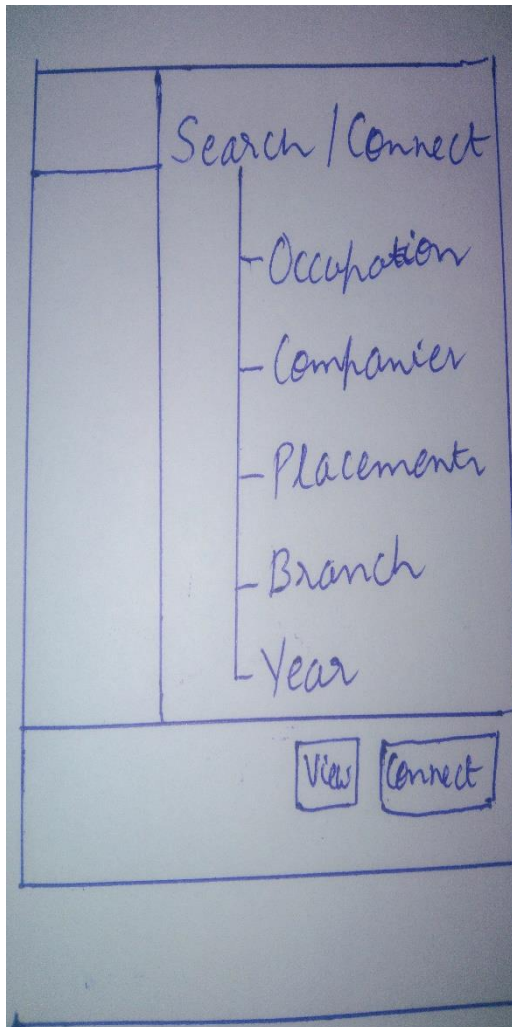 Search / Connect
Occupation
Companies
Placements
Branch
Year
View Connect